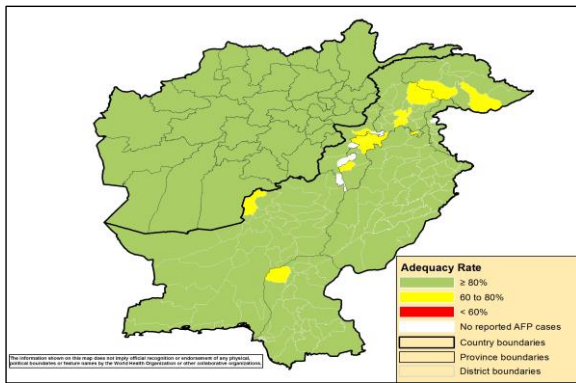 Adequacy Rate
≥ 80%
60 to 80%
< 60%
No reported AFP cases
Country boundaries
Province boundaries
District boundaries
The information shown on this map does not imply official recognition or endorsement of any physical,
political boundaries or feature names by the World Health Organization or other collaborative organizations.